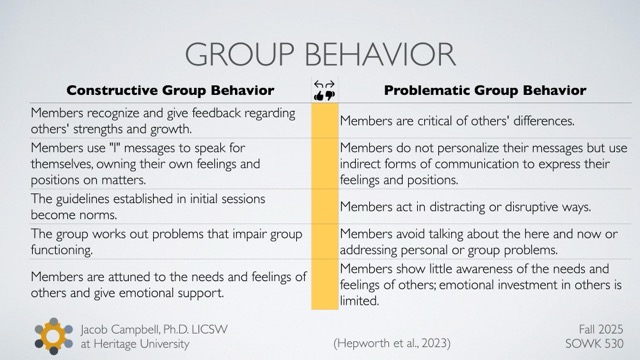 GROUP BEHAVIOR
Constructive Group Behavior
Problematic Group Behavior
Members recognize and give feedback regarding
others' strengths and growth.
Members are critical of others' differences.
Members use "I" messages to speak for
themselves, owning their own feelings and
positions on matters.
Members do not personalize their messages but use
indirect forms of communication to express their
feelings and positions.
The guidelines established in initial sessions
become norms.
Members act in distracting or disruptive ways.
The group works out problems that impair group
functioning.
Members avoid talking about the here and now or
addressing personal or group problems.
Members are attuned to the needs and feelings of
others and give emotional support.
Members show little awareness of the needs and
feelings of others; emotional investment in others is
limited.
Jacob Campbell, Ph.D. LICSW
at Heritage University
(Hepworth et al., 2023)
Fall 2025
SOWK 530